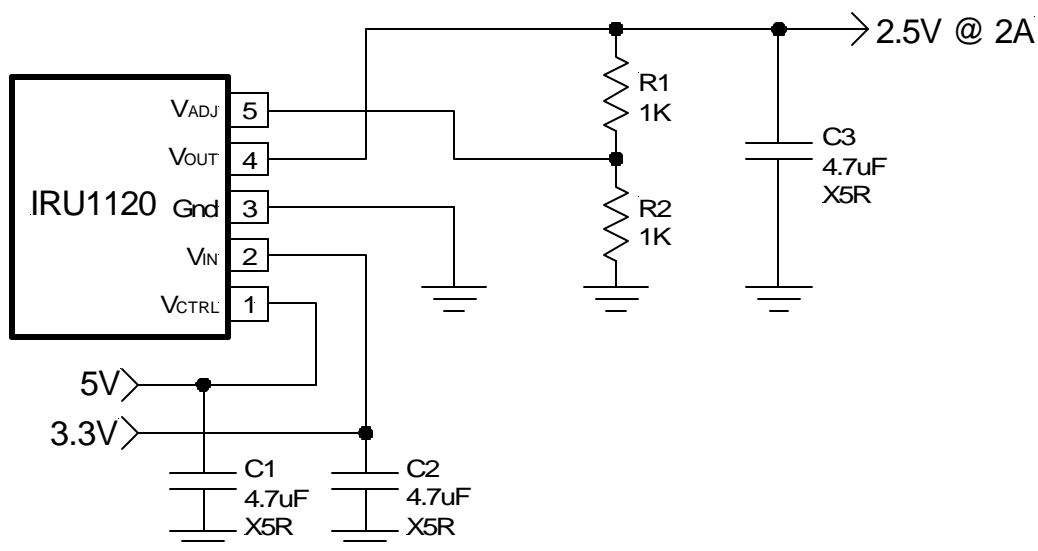 2.5V @ 2A
R1
1K
C3
4.7uF
X5R
R2
1K
IRU1120
VADJ 5
VOUT 4
Gnd 3
VIN 2
VCTRL 1
5V
3.3V
C1
4.7uF
X5R
C2
4.7uF
X5R